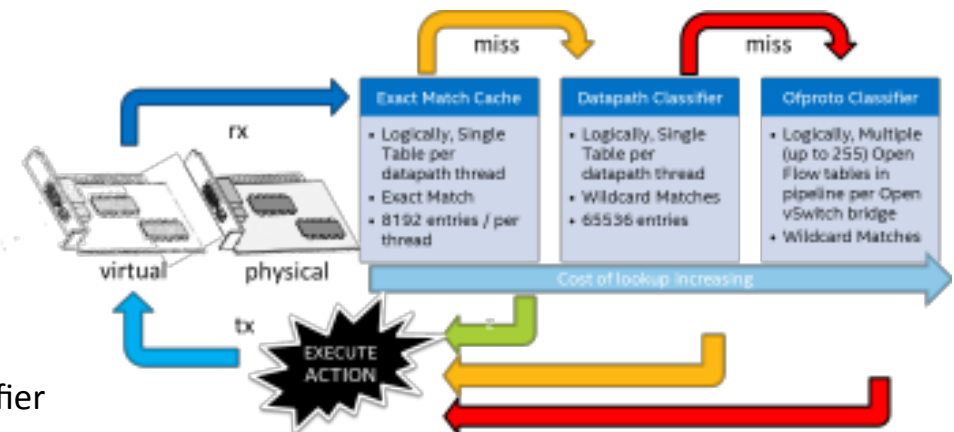 miss
miss
Exact Match Cache
• Logically, Single
Table per
datapath thread
• Exact Match
• 8192 entries / per
thread
Datapath Classifier
• Logically, Single
Table per
datapath thread
• Wildcard Matches
• 65536 entries
Ofproto Classifier
• Logically, Multiple
(up to 255) Open
Flow tables in
pipeline per Open
vSwitch bridge
• Wildcard Matches
rx
virtual
physical
Cost of lookup increasing
tx
EXECUTE
ACTION
fier